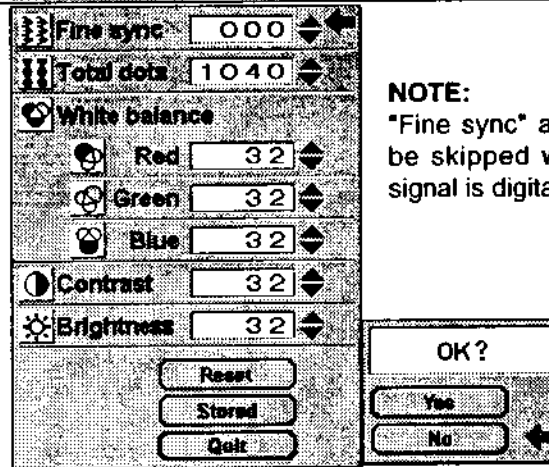 Fine sync 000
Total dots 1040
White balance
Red 32
Green 32
Blue 32
Contrast 32
Brightness 32
Reset
Stored
Quit
NOTE:
"Fine sync" a
be skipped
signal is digita
OK?
Yes
No